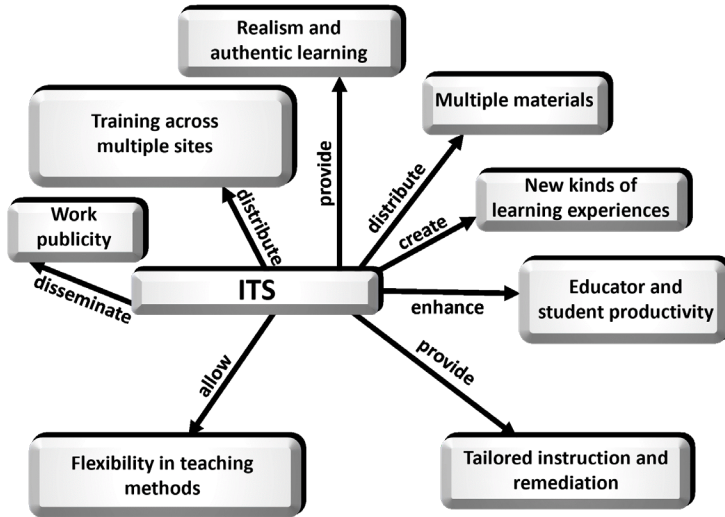 Realism and
authentic learning
Multiple materials
Training across
multiple sites
provide
distribute
New kinds of
learning experiences
create
distribute
Work
publicity
disseminate
ITS
enhance
Educator and
student productivity
allow
provide
Flexibility in teaching
methods
Tailored instruction and
remediation